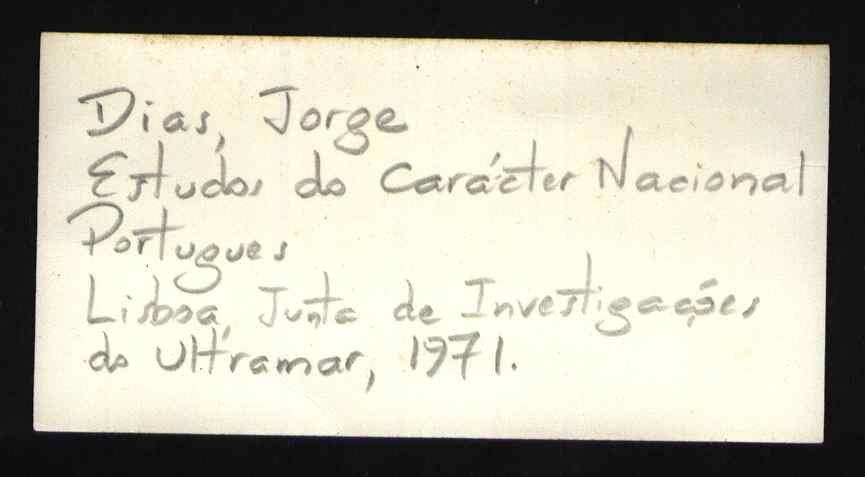 Dias, Jorge
Estudos do Carácter Nacional
Portugues
Lisboa, Junta de Investigações
do Ultramar, 1971.